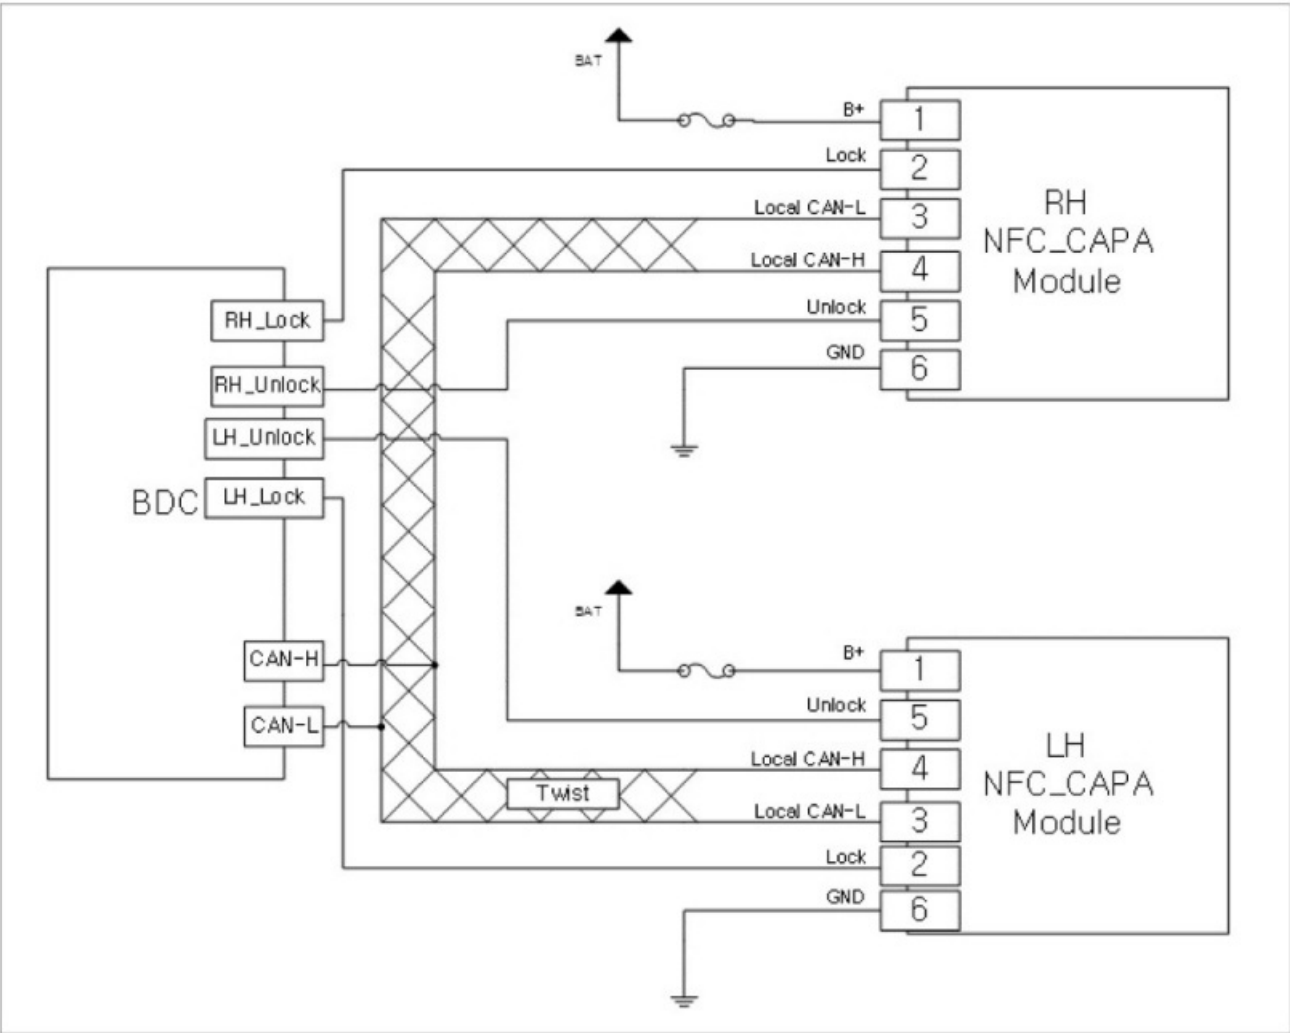 BAT
B+
1
Lock
2
Local CAN-L
3
Local CAN-H
4
Unlock
5
GND
6
RH
NFC_CAPA
Module
RH_Lock
RH_Unlock
LH_Unlock
LH_Lock
BDC
CAN-H
CAN-L
BAT
B+
1
Unlock
5
Local CAN-H
4
Twist
Local CAN-L
3
Lock
2
GND
6
LH
NFC_CAPA
Module